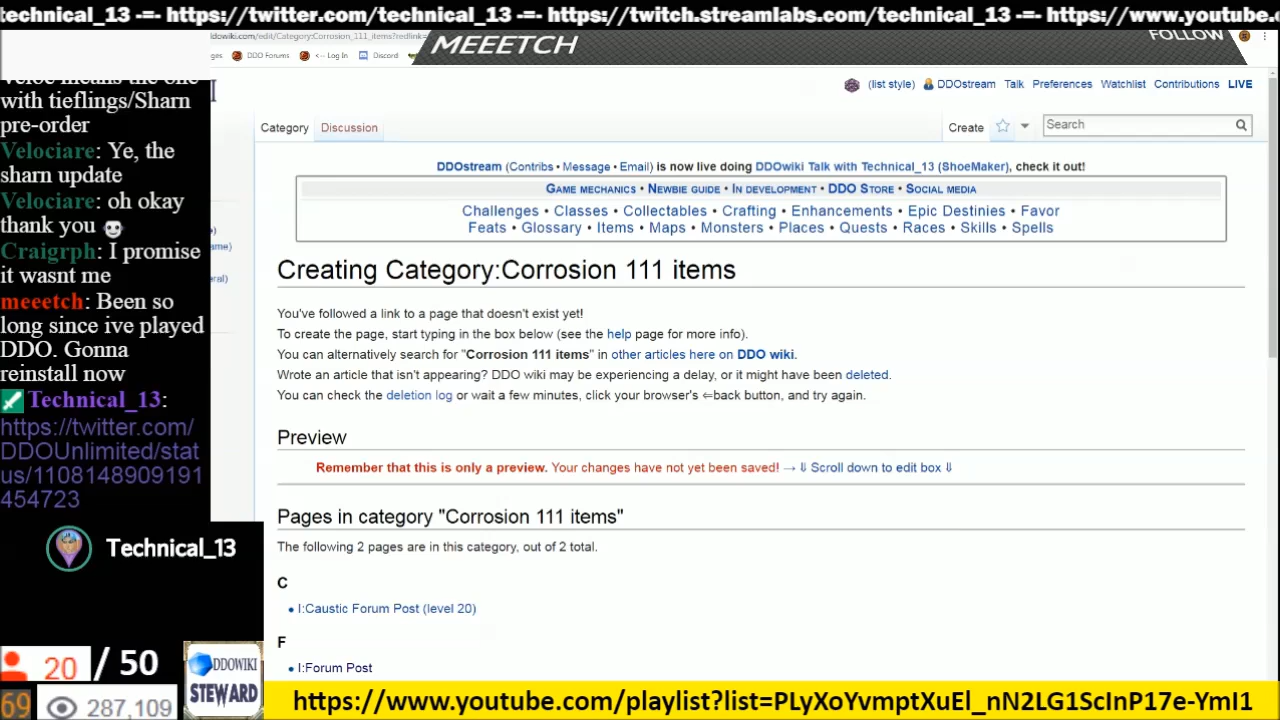 technical_13 -=- https://twitter.com/technical_13 -=- https://twitch.streamlabs.com/technical_13 -=- https://www.youtube.c
dowiki.com/edit/Category:Corrosion_111_items?redlink=
MEEETCH
FOLLOW
ges DDO Forums <-- Log In Discord
with tieflings/Sharn
pre-order
Velociare: Ye, the
sharn update
Velociare: oh okay
thank you
Craigrph: I promise
it wasnt me
meeetch: Been so
long since ive played
DDO. Gonna
reinstall now
Technical_13:
https://twitter.com/
DDOUnlimited/stat
us/1108148909191
454723
Technical_13
20 / 50
69 287,109
DDOWIKI
STEWARD
(list style) DDOstream Talk Preferences Watchlist Contributions LIVE
Category Discussion Create Search
DDOstream (Contribs • Message • Email) is now live doing DDOwiki Talk with Technical_13 (ShoeMaker), check it out!
Game mechanics • Newbie guide • In development • DDO Store • Social media
Challenges • Classes • Collectables • Crafting • Enhancements • Epic Destinies • Favor
Feats • Glossary • Items • Maps • Monsters • Places • Quests • Races • Skills • Spells
ame)
eral)
Creating Category:Corrosion 111 items
You've followed a link to a page that doesn't exist yet!
To create the page, start typing in the box below (see the help page for more info).
You can alternatively search for "Corrosion 111 items" in other articles here on DDO wiki.
Wrote an article that isn't appearing? DDO wiki may be experiencing a delay, or it might have been deleted.
You can check the deletion log or wait a few minutes, click your browser's ⇐back button, and try again.
Preview
Remember that this is only a preview. Your changes have not yet been saved! → ⇓ Scroll down to edit box ⇓
Pages in category "Corrosion 111 items"
The following 2 pages are in this category, out of 2 total.
C
• I:Caustic Forum Post (level 20)
F
• I:Forum Post
https://www.youtube.com/playlist?list=PLyXoYvmptXuEl_nN2LG1ScInP17e-YmI1